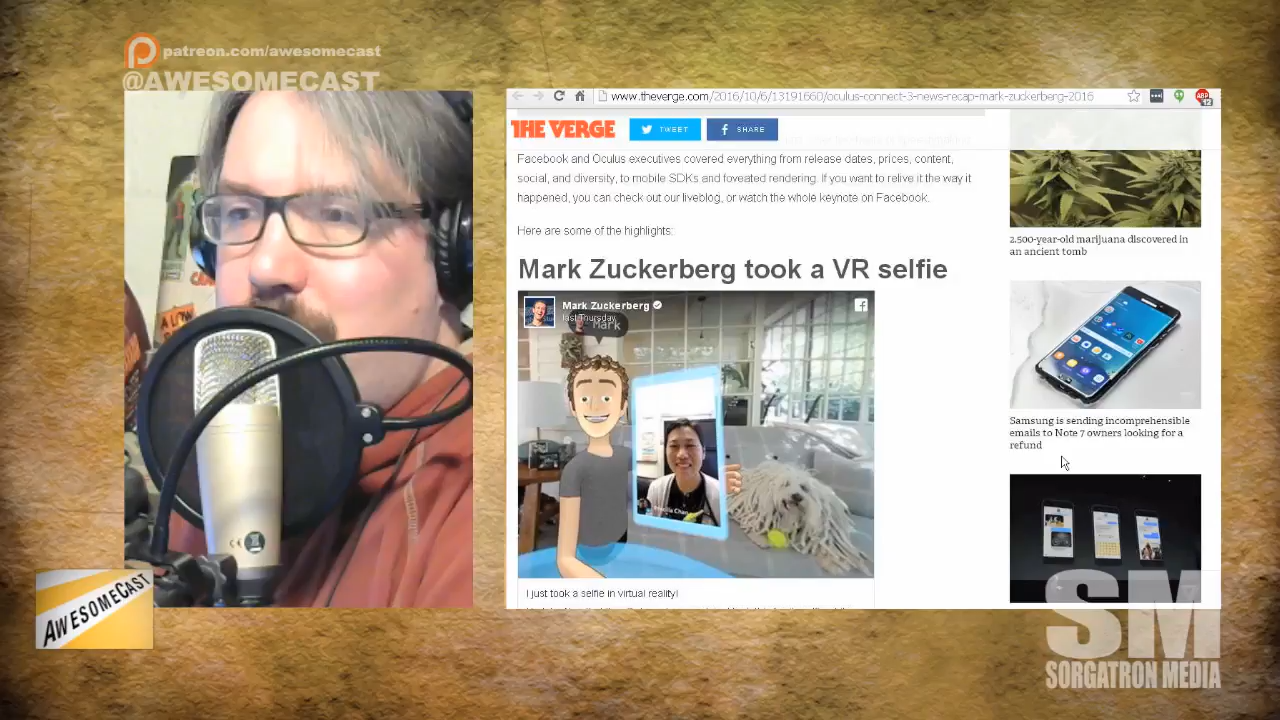 patreon.com/awesomecast
@AWESOMECAST
www.theverge.com/2016/10/6/13191660/oculus-connect-3-news-recap-mark-zuckerberg-2016
ABP
12
THE VERGE
TWEET
SHARE
Facebook and Oculus executives covered everything from release dates, prices, content,
social, and diversity, to mobile SDKs and foveated rendering. If you want to relive it the way it
happened, you can check out our liveblog, or watch the whole keynote on Facebook.
Here are some of the highlights:
Mark Zuckerberg took a VR selfie
Mark Zuckerberg
last Thursday
Mark
I just took a selfie in virtual reality!
2,500-year-old marijuana discovered in
an ancient tomb
Samsung is sending incomprehensible
emails to Note 7 owners looking for a
refund
A LOW
AWESOMECAST
SM
SORGATRON MEDIA